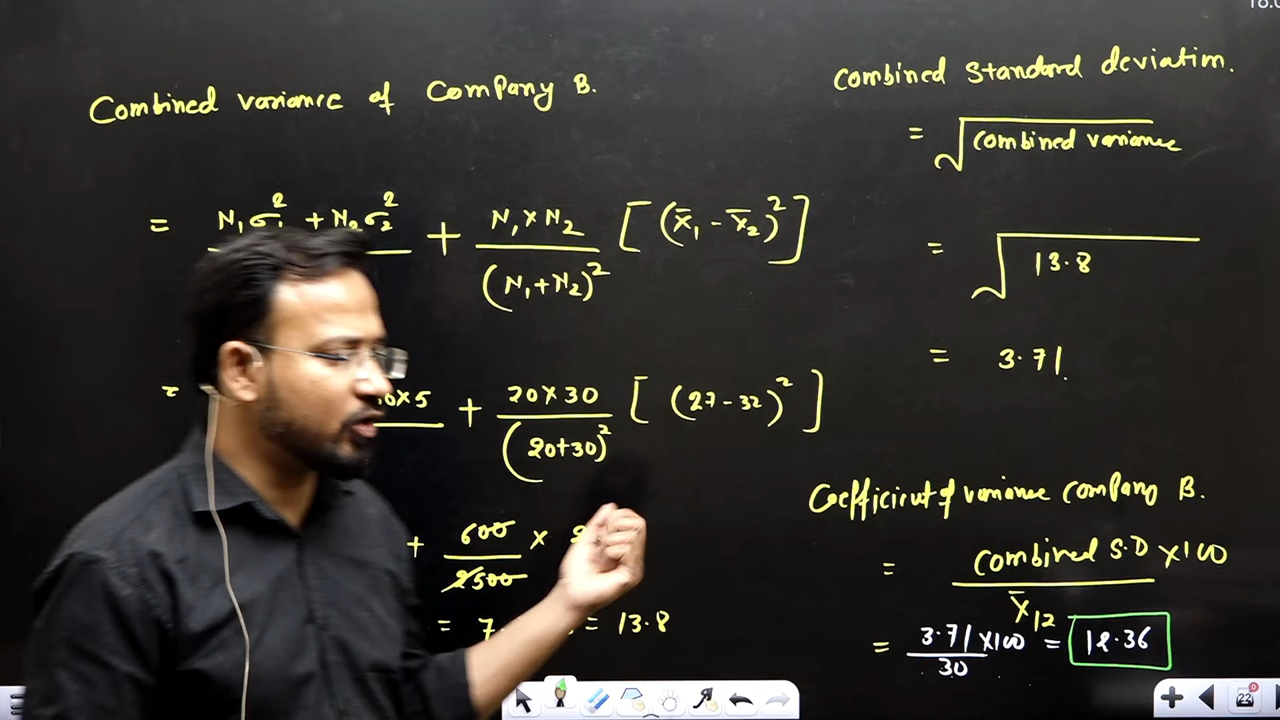 Combined variance of Company B.
= N₁σ₁² + N₂σ₂² + N₁ × N₂ / (N₁+N₂)² [(x̄₁ - x̄₂)²]
= ×5 + 20×30 / (20+30)² [(27-32)²]
+ 600 / 2500 ×
= 7. = 13.8
Combined Standard deviation.
= √combined variance
= √13.8
= 3.71.
Coefficient of variance company B.
= Combined S.D ×100 / x̄₁₂
= 3.71×100 / 30 = 12.36
22